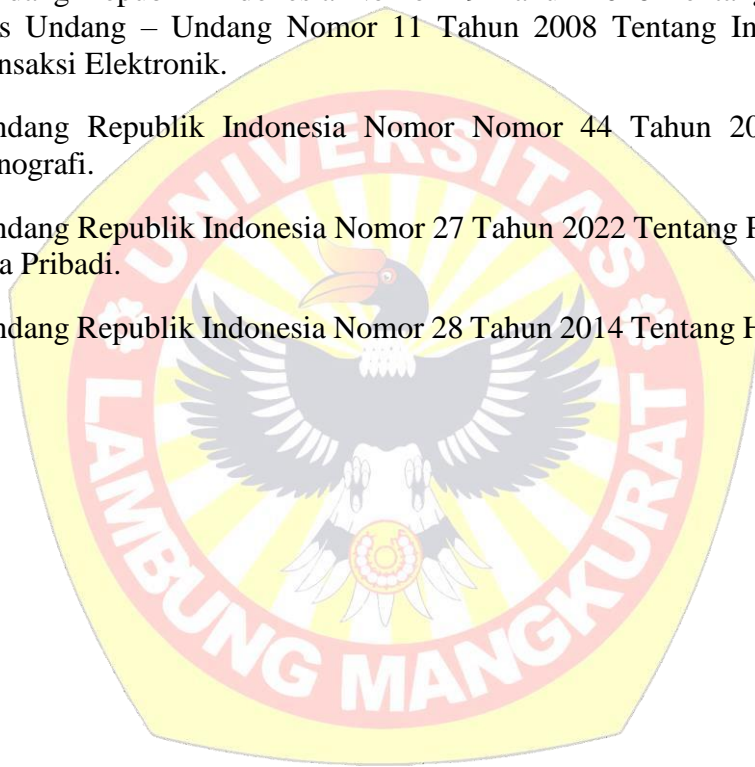 s Undang – Undang Nomor 11 Tahun 2008 Tentang In
nsaksi Elektronik.
ndang Republik Indonesia Nomor Nomor 44 Tahun 20
nografi.
ndang Republik Indonesia Nomor 27 Tahun 2022 Tentang P
a Pribadi.
ndang Republik Indonesia Nomor 28 Tahun 2014 Tentang H
UNIVERSITAS
LAMBUNG MANGKURAT